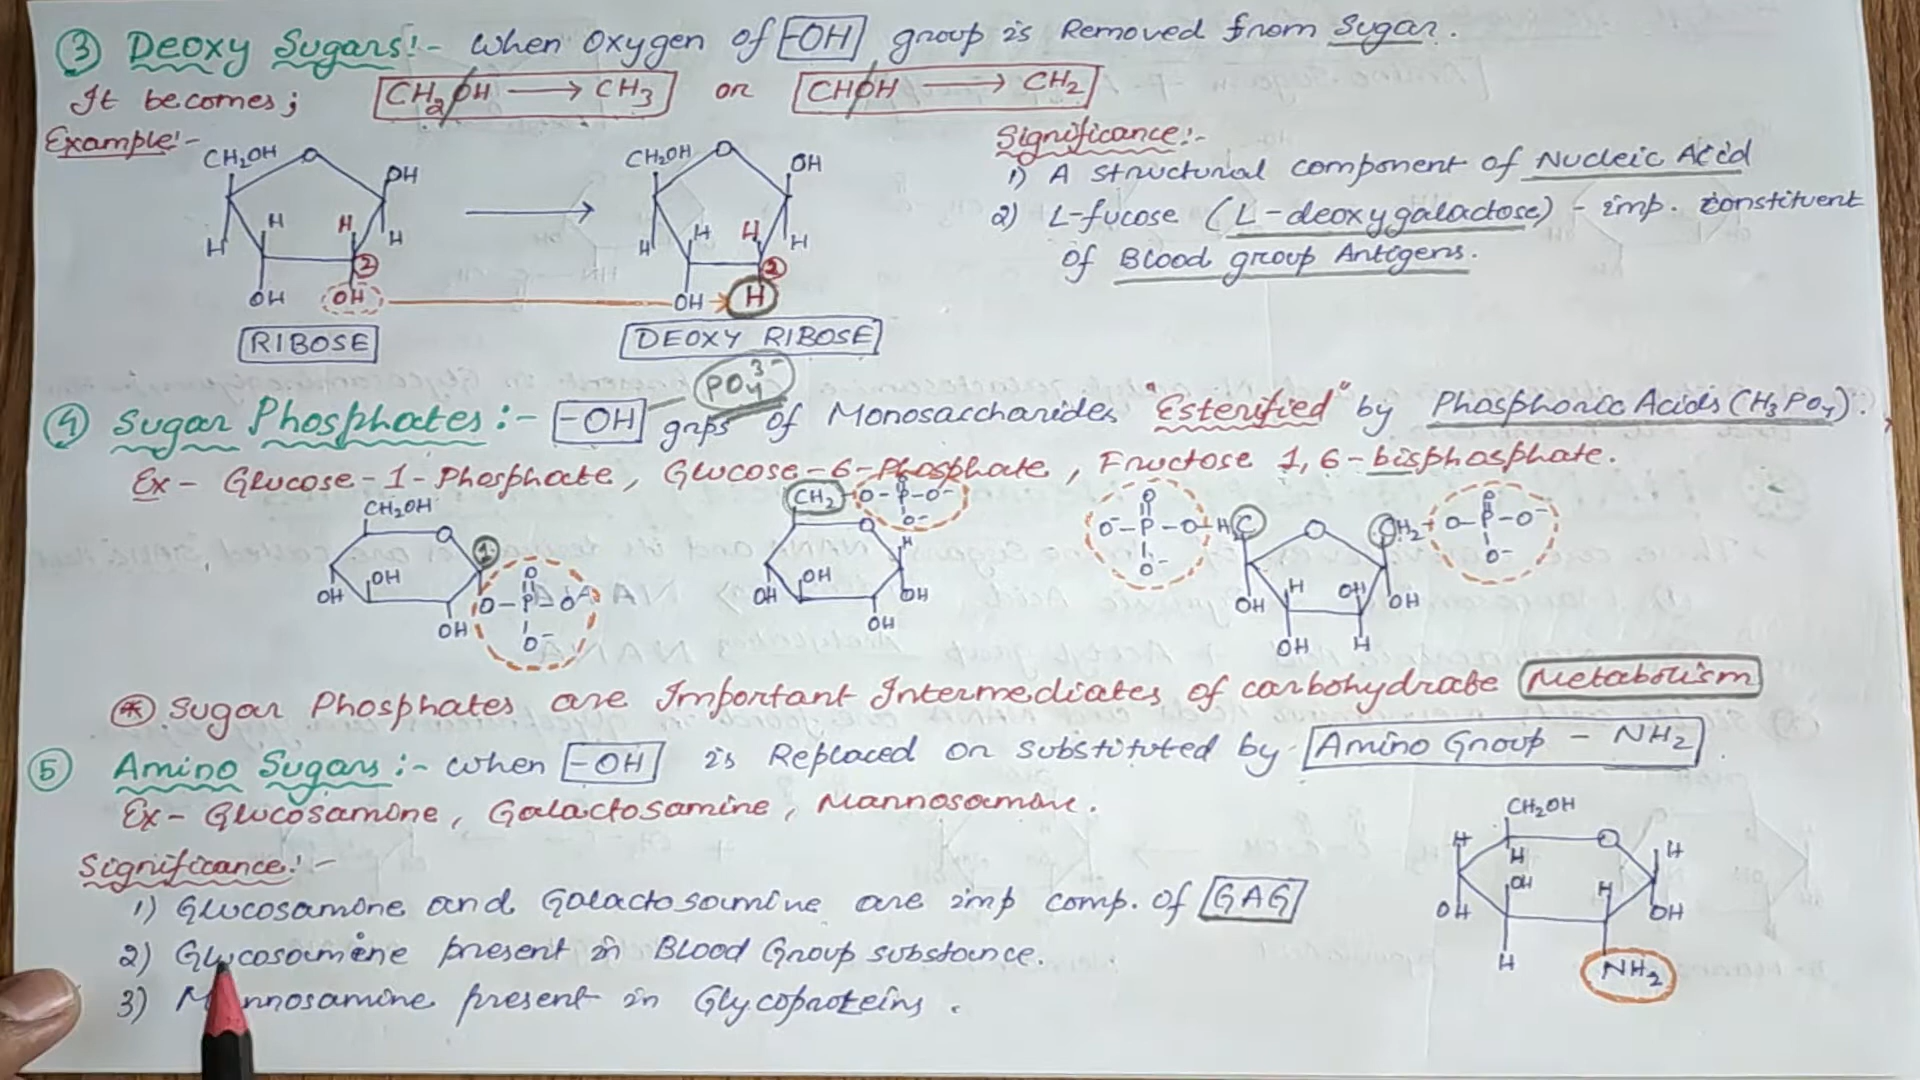 ③ Deoxy Sugars:- when Oxygen of -OH group is Removed from Sugar.
It becomes; CH₂OH → CH₃ or CHOH → CH₂
Example:-
CH₂OH O OH
H H H H
OH OH ②
RIBOSE
CH₂OH O OH
H H H H
OH H ②
DEOXY RIBOSE
Significance:-
1) A structural component of Nucleic Acid
2) L-fucose (L-deoxygalactose) - imp. constituent
of Blood group Antigens.
PO₄³⁻
④ Sugar Phosphates:- -OH grps of Monosaccharides "Esterified" by Phosphoric Acids (H₃PO₄).
Ex- Glucose-1-Phosphate, Glucose-6-Phosphate, Fructose 1,6-bisphosphate.
CH₂OH
O 1
OH OH OH
O-P-O⁻
O
O⁻
CH₂-O-P-O⁻
O
O⁻
O H
OH OH OH OH
O
O⁻-P-O-H₂C O CH₂-O-P-O⁻
O⁻ O⁻
OH H OH OH
OH H
⊛ Sugar Phosphates are Important Intermediates of carbohydrate Metabolism
⑤ Amino Sugars:- when -OH is Replaced or substituted by Amino Group - NH₂.
Ex- Glucosamine, Galactosamine, Mannosamine.
Significance:-
1) Glucosamine and Galactosamine are imp comp. of GAG
2) Glucosamine present in Blood Group substance.
3) Mannosamine present in Glycoproteins.
CH₂OH
H O H
H
OH H
OH OH
H NH₂